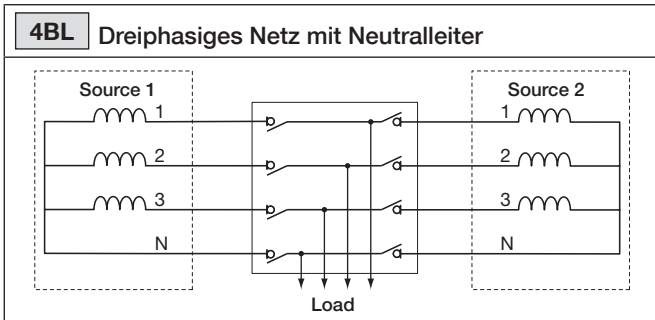 4BL Dreiphasiges Netz mit Neutralleiter
Source 1 Source 2
1 1
2 2
3 3
N N
Load